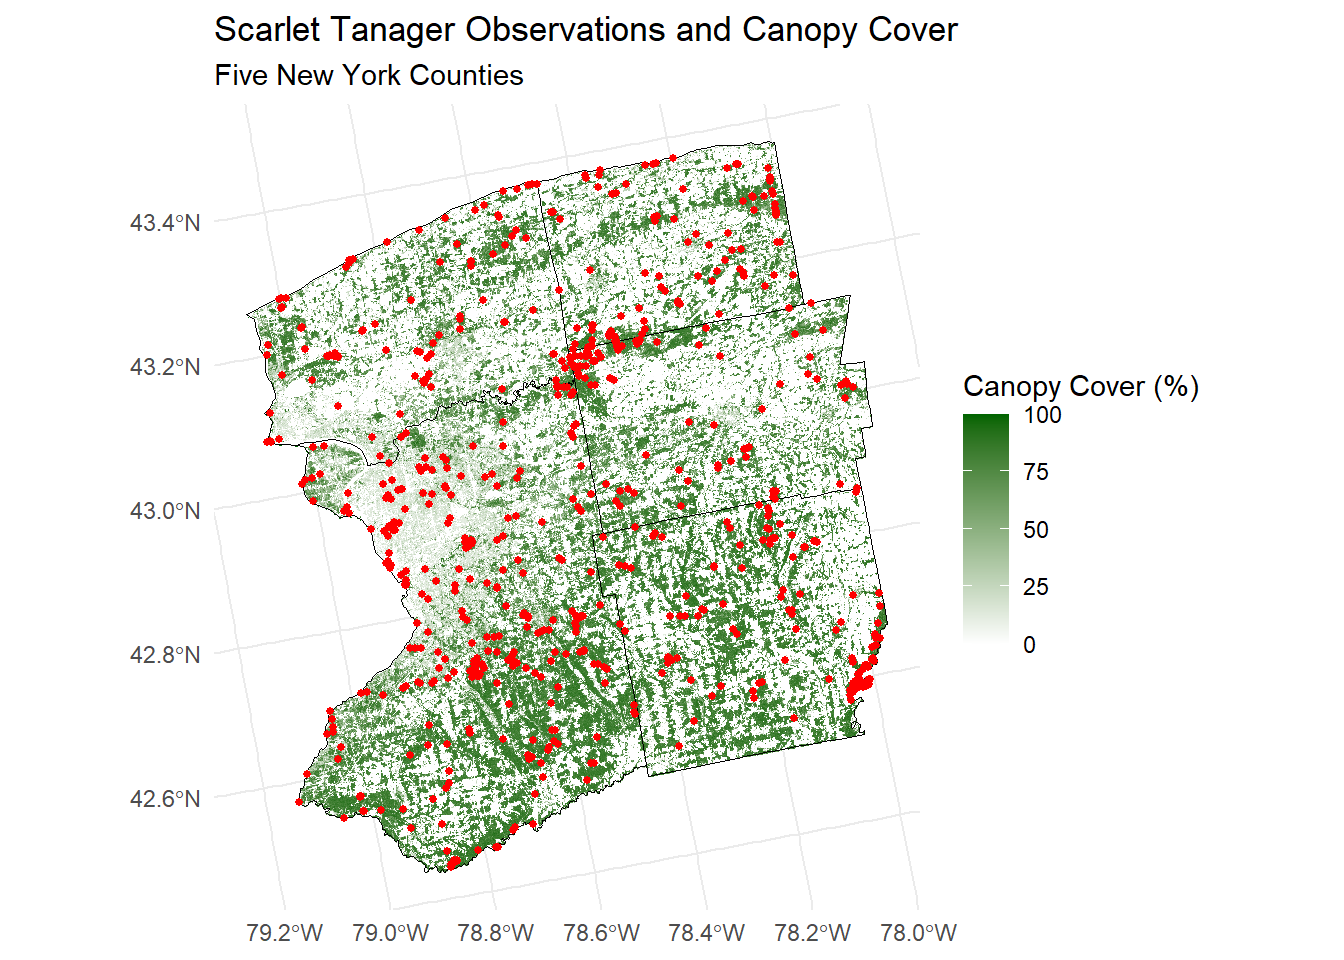 Scarlet Tanager Observations and Canopy Cover
Five New York Counties
43.4°N
43.2°N
43.0°N
42.8°N
42.6°N
79.2°W 79.0°W 78.8°W 78.6°W 78.4°W 78.2°W 78.0°W
Canopy Cover (%)
100
75
50
25
0